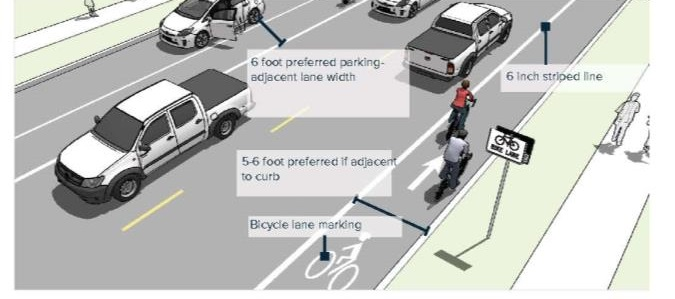 6 foot preferred parking-
adjacent lane width
6 inch striped line
5-6 foot preferred if adjacent
to curb
BIKE LANE
Bicycle lane marking